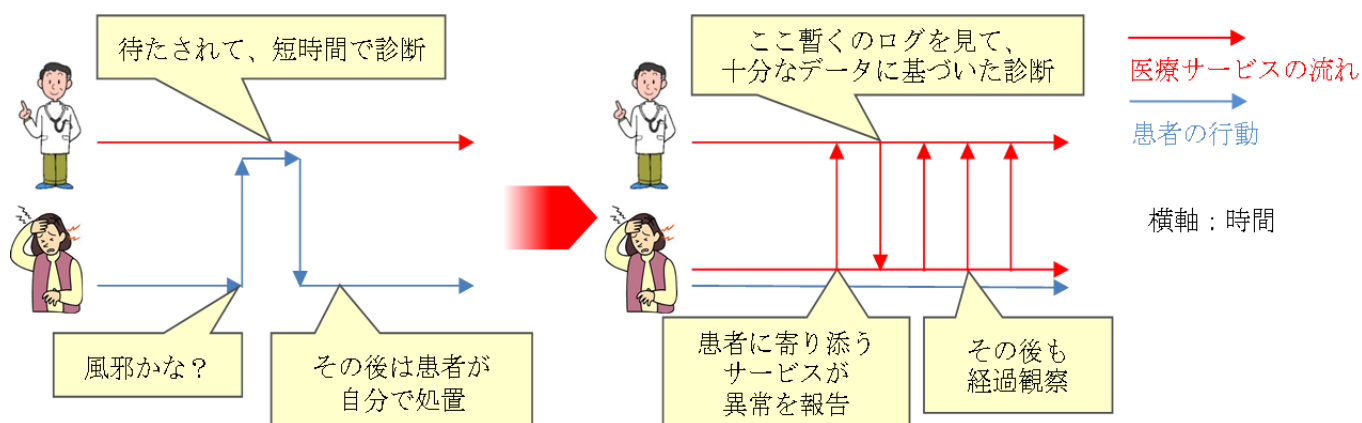 待たされて、短時間で診断
風邪かな？
その後は患者が
自分で処置
ここ暫くのログを見て、
十分なデータに基づいた診断
患者に寄り添う
サービスが
異常を報告
その後も
経過観察
医療サービスの流れ
患者の行動
横軸：時間